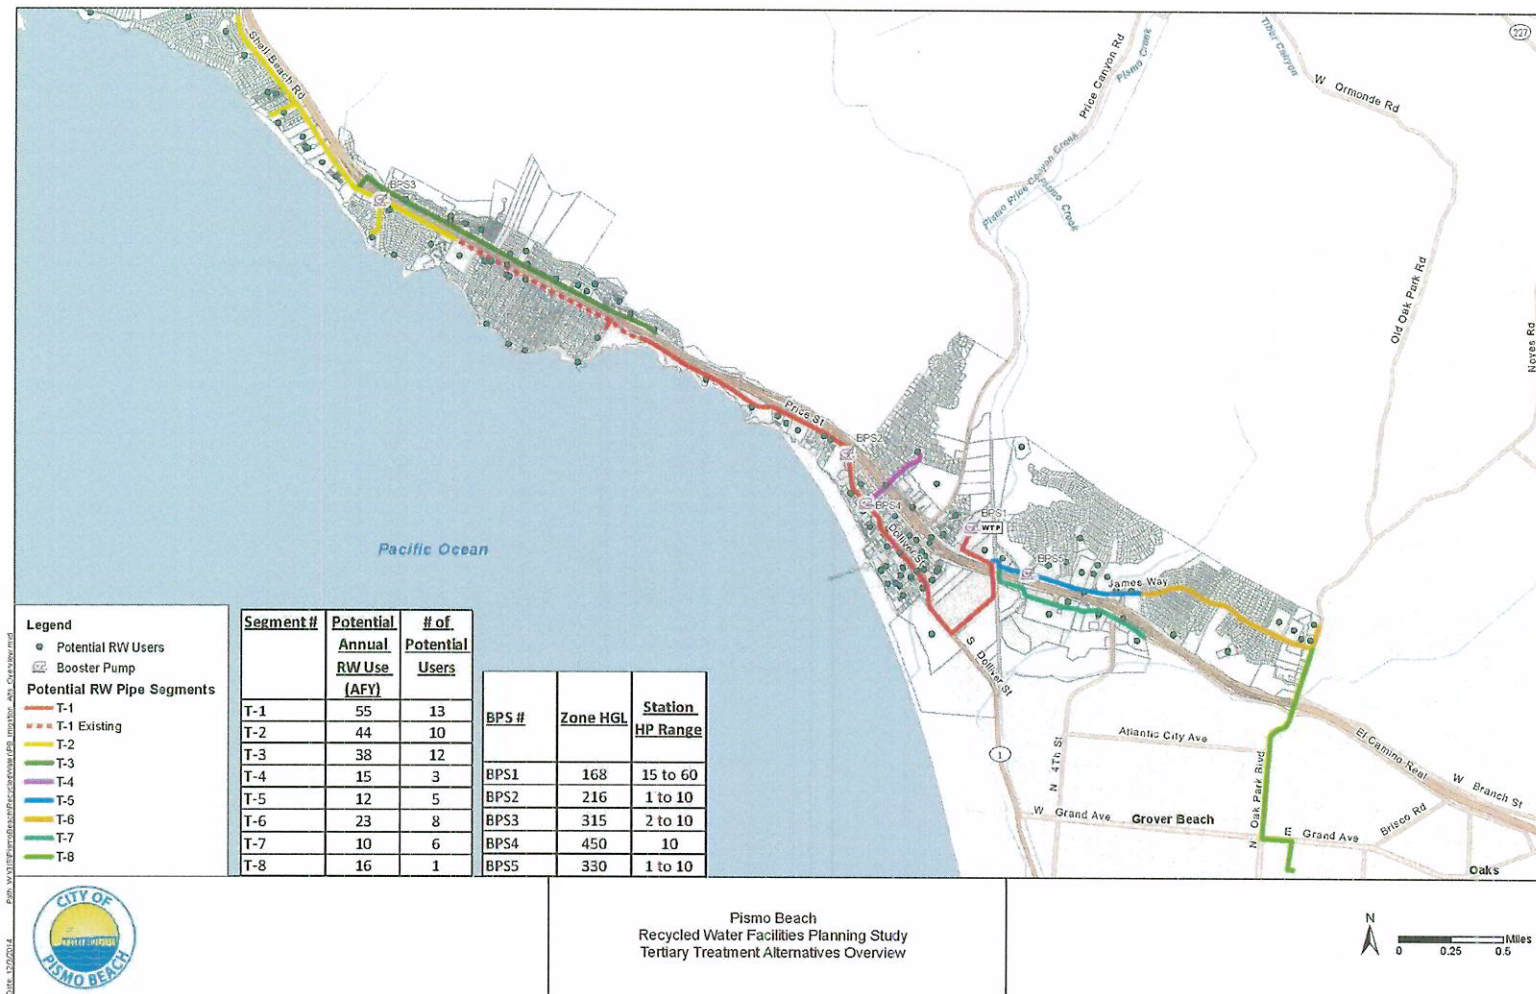 227
Shell Beach Rd
Price Canyon Rd
Pismo Creek
Tiber Canyon
W Ormonde Rd
Pismo Price Canyon Creek
Pismo Creek
Old Oak Park Rd
Noyes Rd
BPS3
Price St
BPS2
BPS4
Dolliver St
BPS1
WTP
BPS5
James Way
Pacific Ocean
S Dolliver St
1
N 4Th St
Atlantic City Ave
El Camino Real
W Branch St
N Oak Park Blvd
W Grand Ave
Grover Beach
E Grand Ave
Brisco Rd
Oaks
Legend
Potential RW Users
Booster Pump
Potential RW Pipe Segments
T-1
T-1 Existing
T-2
T-3
T-4
T-5
T-6
T-7
T-8
Segment # Potential Annual RW Use (AFY) # of Potential Users
T-1 55 13
T-2 44 10
T-3 38 12
T-4 15 3
T-5 12 5
T-6 23 8
T-7 10 6
T-8 16 1
BPS # Zone HGL Station HP Range
BPS1 168 15 to 60
BPS2 216 1 to 10
BPS3 315 2 to 10
BPS4 450 10
BPS5 330 1 to 10
CITY OF
PISMO BEACH
Pismo Beach
Recycled Water Facilities Planning Study
Tertiary Treatment Alternatives Overview
N
Miles
0 0.25 0.5